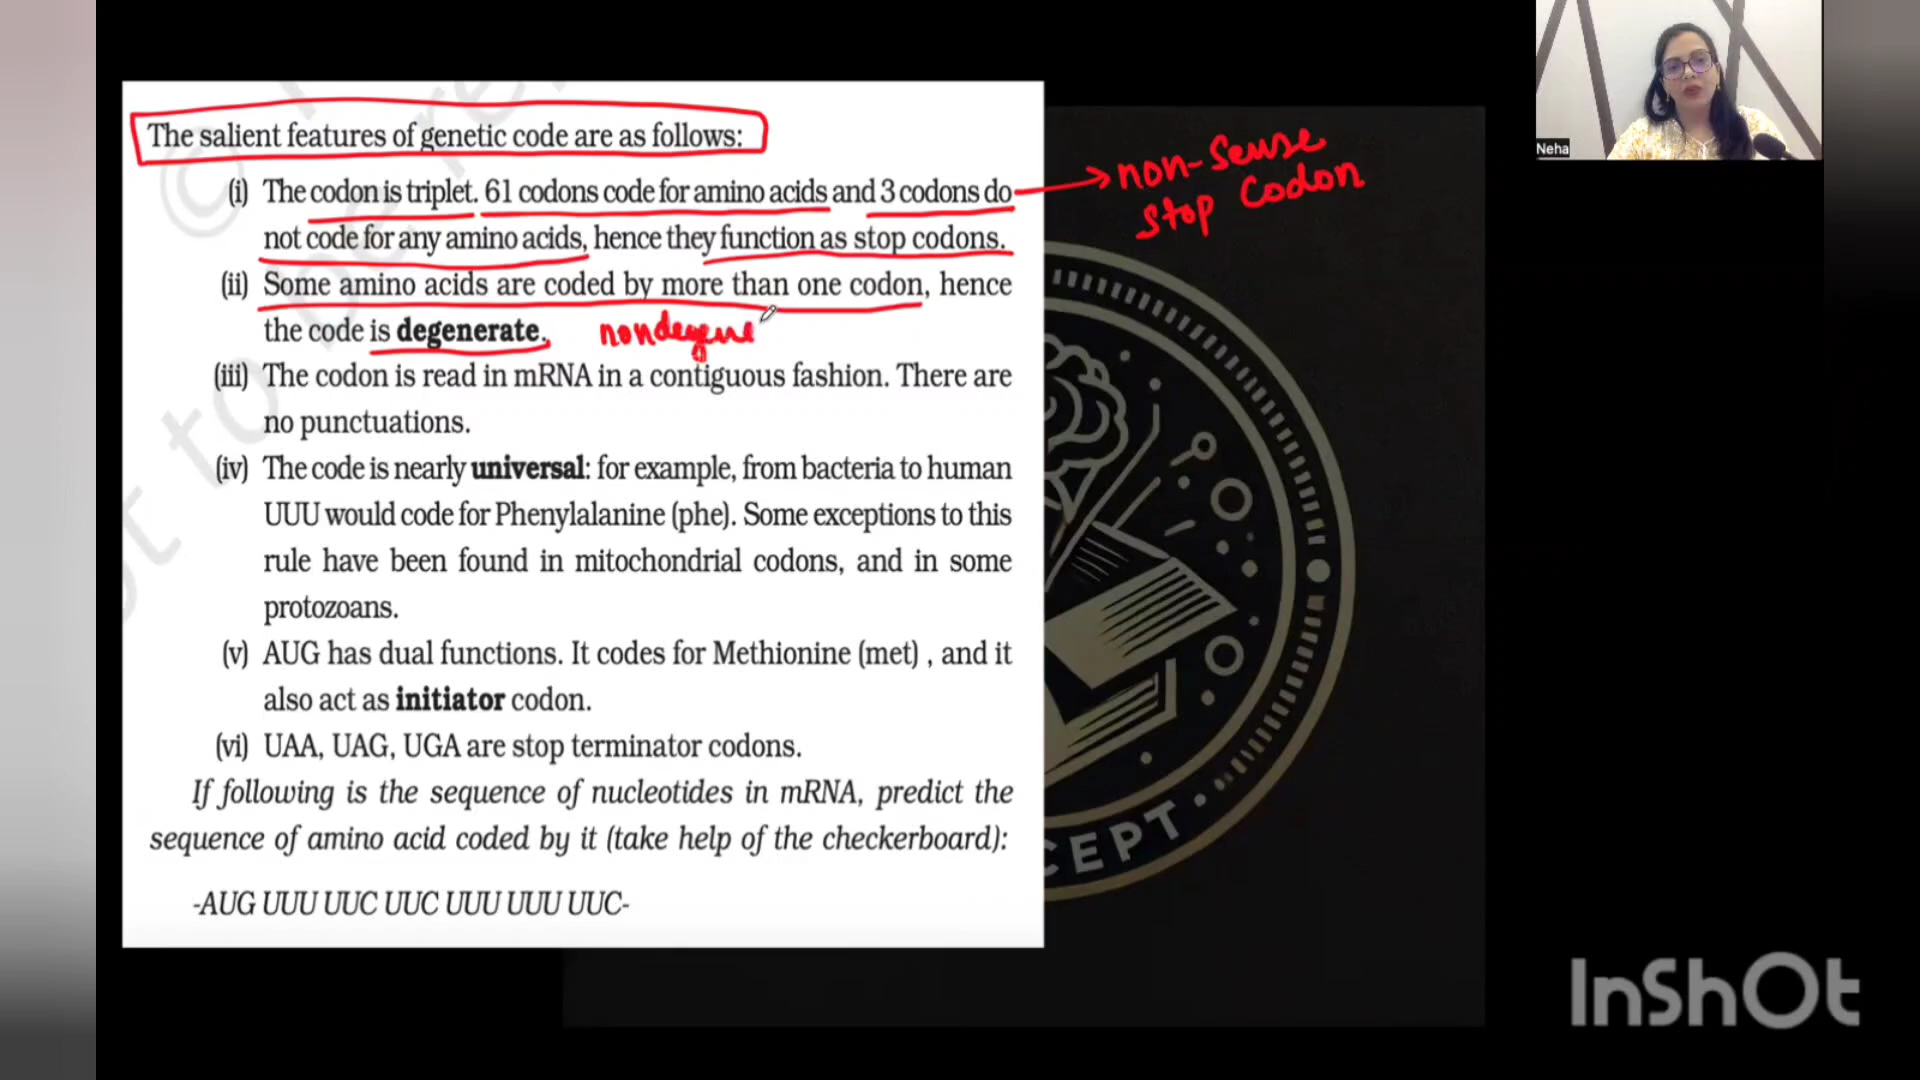 The salient features of genetic code are as follows:
(i) The codon is triplet. 61 codons code for amino acids and 3 codons do
not code for any amino acids, hence they function as stop codons.
non-Sense
Stop Codon
(ii) Some amino acids are coded by more than one codon, hence
the code is degenerate. nondegene
(iii) The codon is read in mRNA in a contiguous fashion. There are
no punctuations.
(iv) The code is nearly universal: for example, from bacteria to human
UUU would code for Phenylalanine (phe). Some exceptions to this
rule have been found in mitochondrial codons, and in some
protozoans.
(v) AUG has dual functions. It codes for Methionine (met) , and it
also act as initiator codon.
(vi) UAA, UAG, UGA are stop terminator codons.
If following is the sequence of nucleotides in mRNA, predict the
sequence of amino acid coded by it (take help of the checkerboard):
-AUG UUU UUC UUC UUU UUU UUC-
Neha
CEPT
InShOt